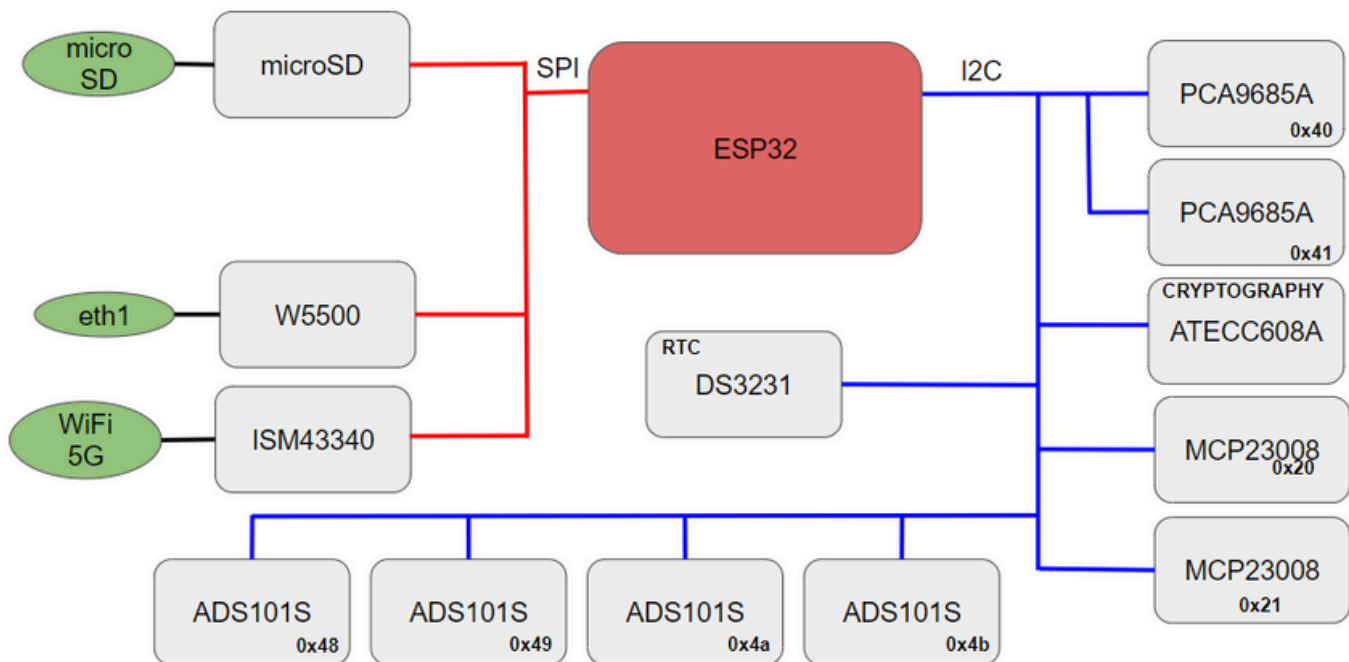 micro
SD
microSD
SPI
ESP32
I2C
PCA9685A
0x40
PCA9685A
0x41
eth1
W5500
CRYPTOGRAPHY
ATECC608A
RTC
DS3231
WiFi
5G
ISM43340
MCP23008
0x20
ADS101S
0x48
ADS101S
0x49
ADS101S
0x4a
ADS101S
0x4b
MCP23008
0x21